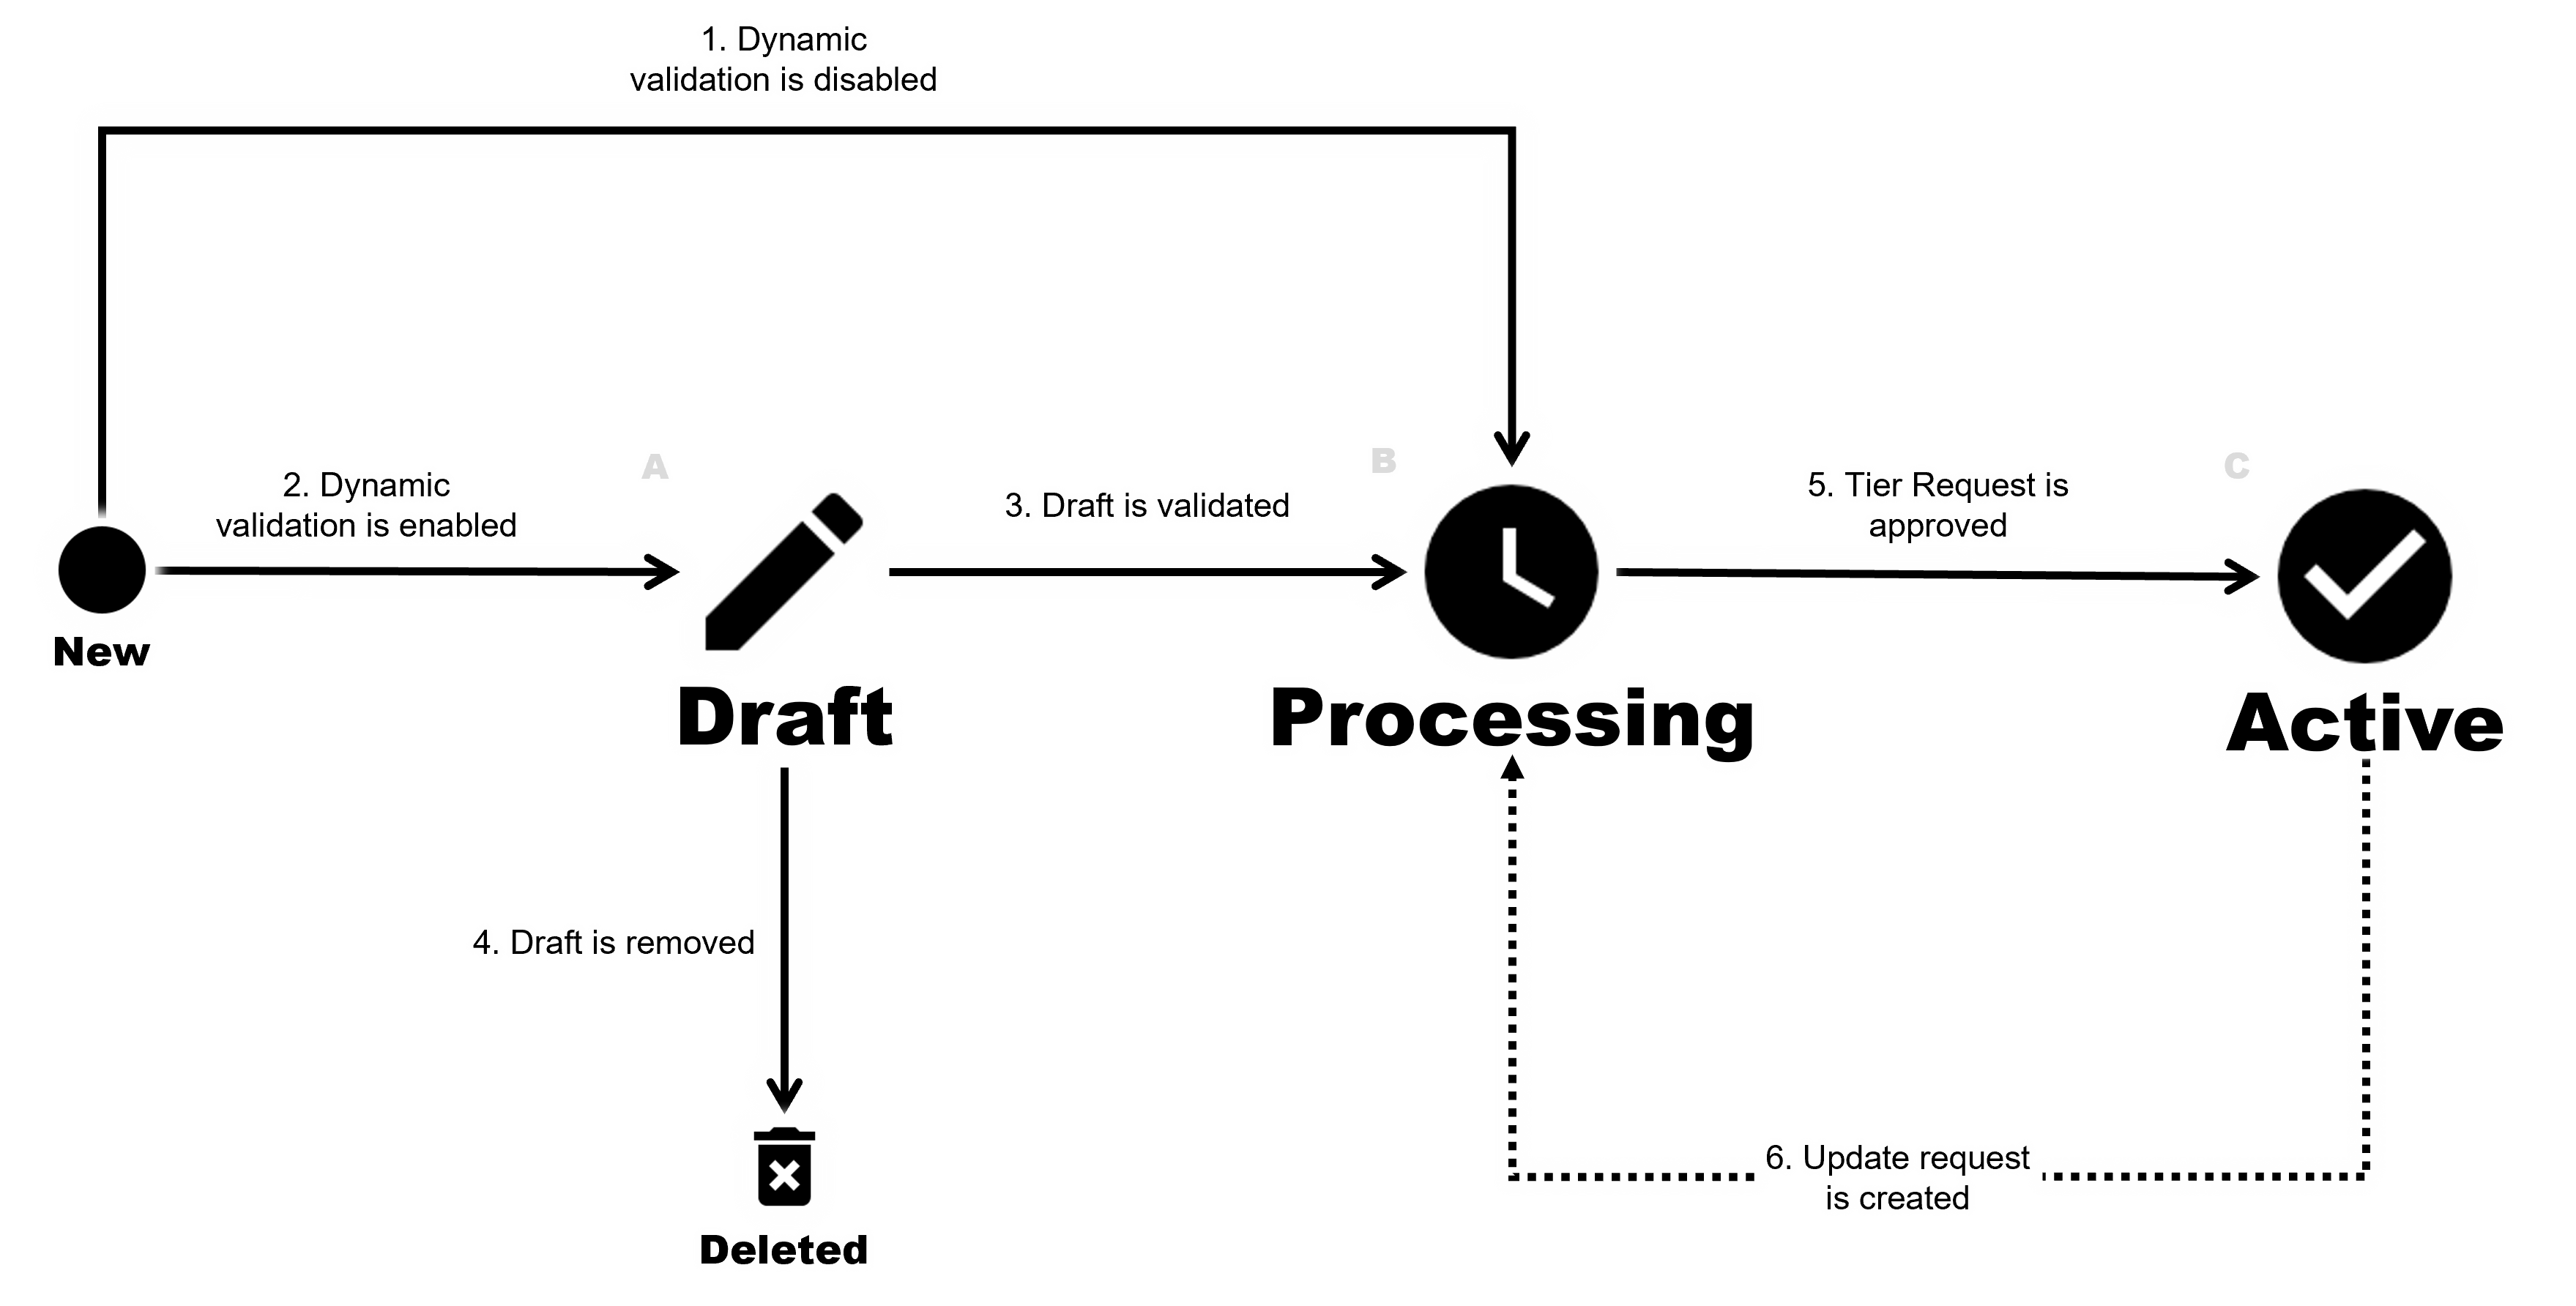 1. Dynamic
validation is disabled
2. Dynamic
validation is enabled
A
3. Draft is validated
B
5. Tier Request is
approved
C
New
Draft
Processing
Active
4. Draft is removed
6. Update request
is created
Deleted